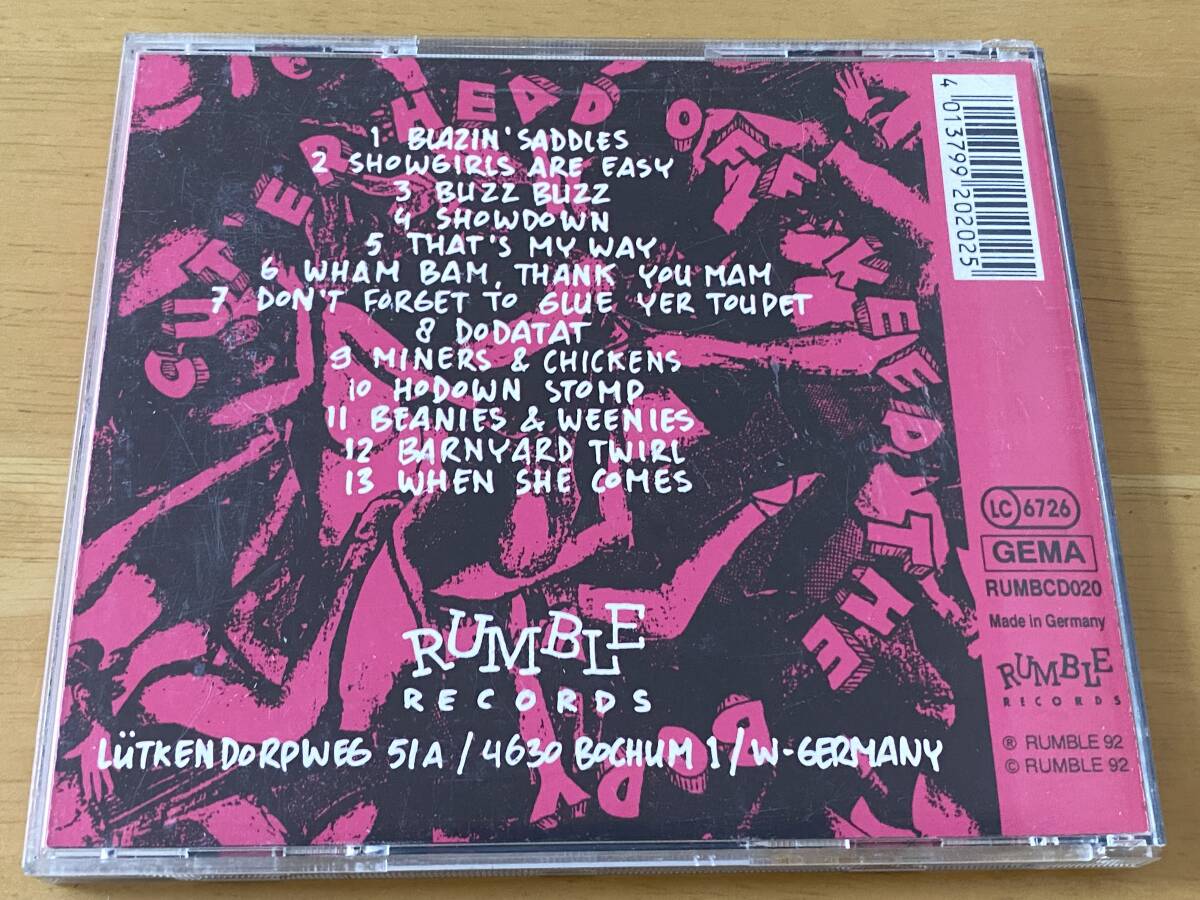 CUT 'ER HEAD OFF KEEP THE BODY
1 BLAZIN' SADDLES
2 SHOWGIRLS ARE EASY
3 BUZZ BUZZ
4 SHOWDOWN
5 THAT'S MY WAY
6 WHAM BAM, THANK YOU MAM
7 DON'T FORGET TO GLUE YER TOUPET
8 DODATAT
9 MINERS & CHICKENS
10 HODOWN STOMP
11 BEANIES & WEENIES
12 BARNYARD TWIRL
13 WHEN SHE COMES
RUMBLE
RECORDS
LÜTKENDORPWEG 51A / 4630 BOCHUM 1 / W-GERMANY
4 013799 202025
LC 6726
GEMA
RUMBCD020
Made in Germany
RUMBLE
RECORDS
℗ RUMBLE 92
© RUMBLE 92